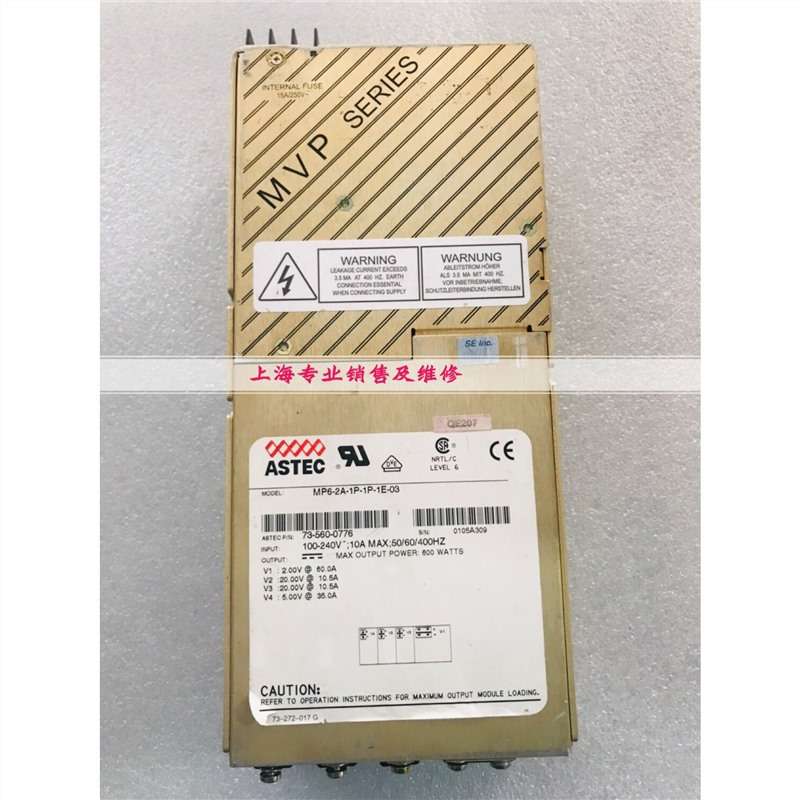 INTERNAL FUSE
15A/250V~
MVP SERIES
WARNING
LEAKAGE CURRENT EXCEEDS
3.5 MA AT 400 HZ. EARTH
CONNECTION ESSENTIAL
WHEN CONNECTING SUPPLY
WARNUNG
ABLEITSTROM-HÖHER
ALS 3.5 MA MIT 400 HZ.
VOR INBETRIEBNAHME,
SCHUTZLEITERBINDUNG HERSTELLEN
SE Inc.
上海专业销售及维修
QE207
ASTEC
NRTL/C
LEVEL 6
MODEL: MP6-2A-1P-1P-1E-03
ASTEC P/N: 73-560-0776 S/N: 0105A309
INPUT: 100-240V~;10A MAX;50/60/400HZ
OUTPUT: MAX OUTPUT POWER: 600 WATTS
V1 : 2.00V @ 60.0A
V2 :20.00V @ 10.5A
V3 :20.00V @ 10.5A
V4 : 5.00V @ 35.0A
CAUTION:
REFER TO OPERATION INSTRUCTIONS FOR MAXIMUM OUTPUT MODULE LOADING.
73-272-017 G